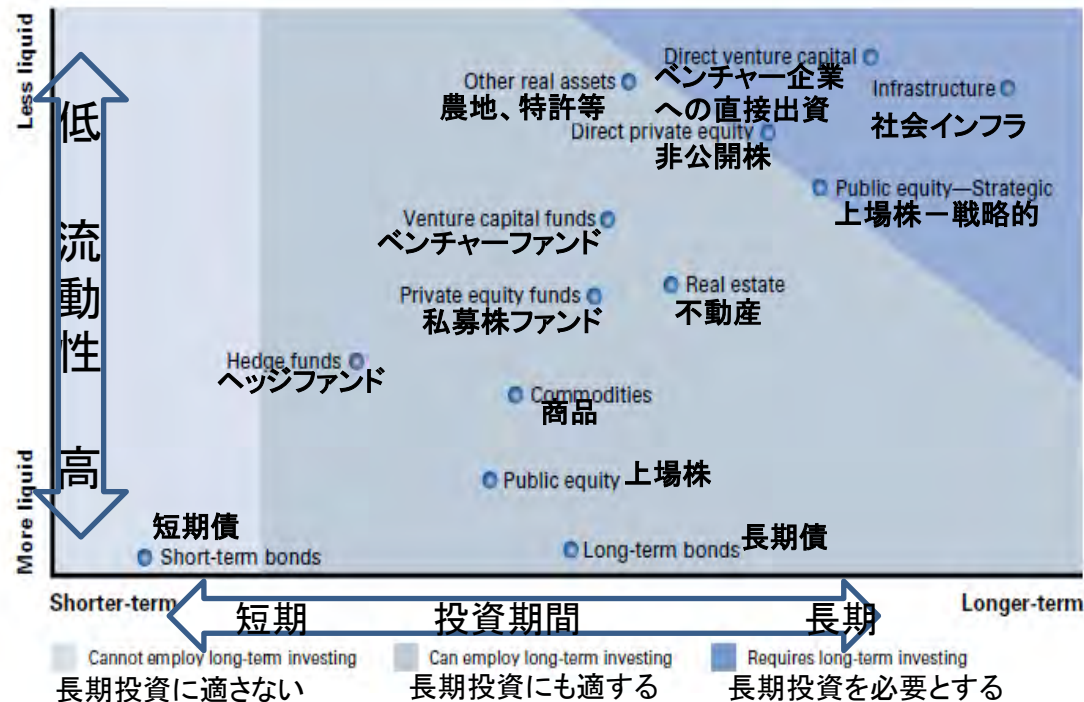 Less liquid
低
流
動
性
高
More liquid
Direct venture capital
ベンチャー企業
への直接出資
Other real assets
農地、特許等
Infrastructure
社会インフラ
Direct private equity
非公開株
Public equity—Strategic
上場株－戦略的
Venture capital funds
ベンチャーファンド
Private equity funds
私募株ファンド
Real estate
不動産
Hedge funds
ヘッジファンド
Commodities
商品
Public equity 上場株
短期債
Short-term bonds
Long-term bonds 長期債
Shorter-term 短期 投資期間 長期 Longer-term
Cannot employ long-term investing
長期投資に適さない
Can employ long-term investing
長期投資にも適する
Requires long-term investing
長期投資を必要とする